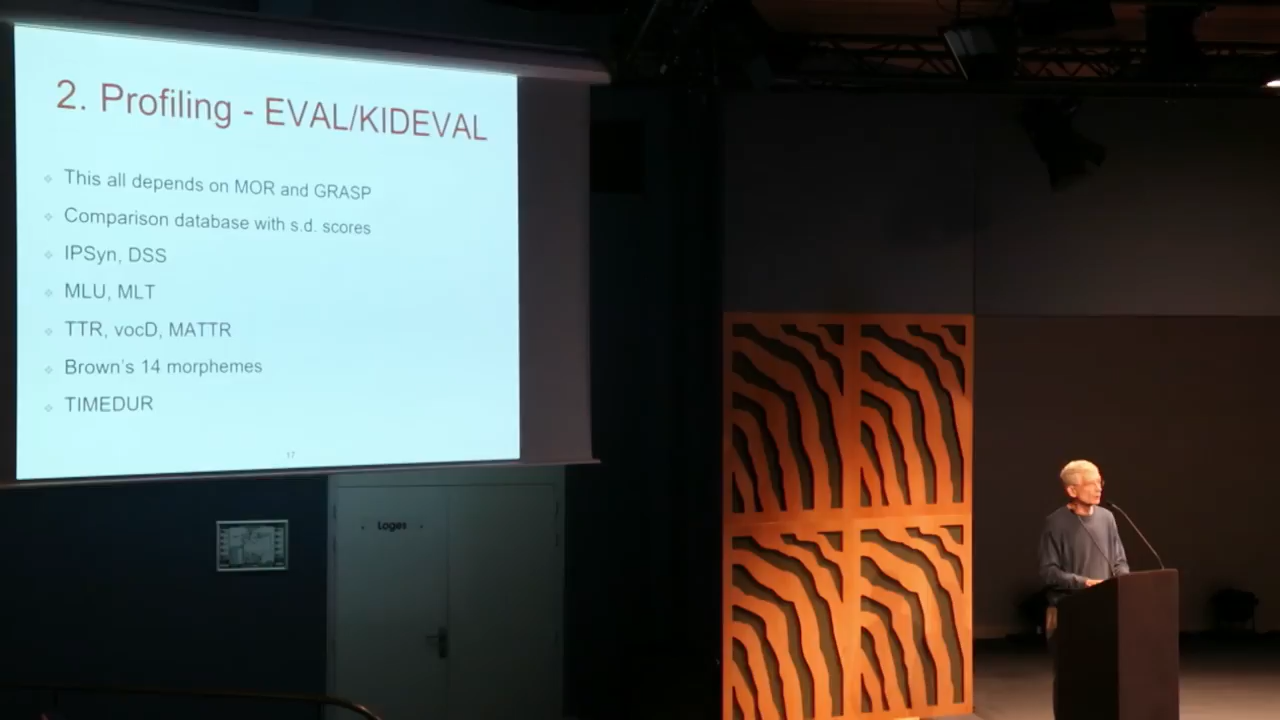 2. Profiling - EVAL/KIDEVAL
This all depends on MOR and GRASP
Comparison database with s.d. scores
IPSyn, DSS
MLU, MLT
TTR, vocD, MATTR
Brown's 14 morphemes
TIMEDUR
17
Loges